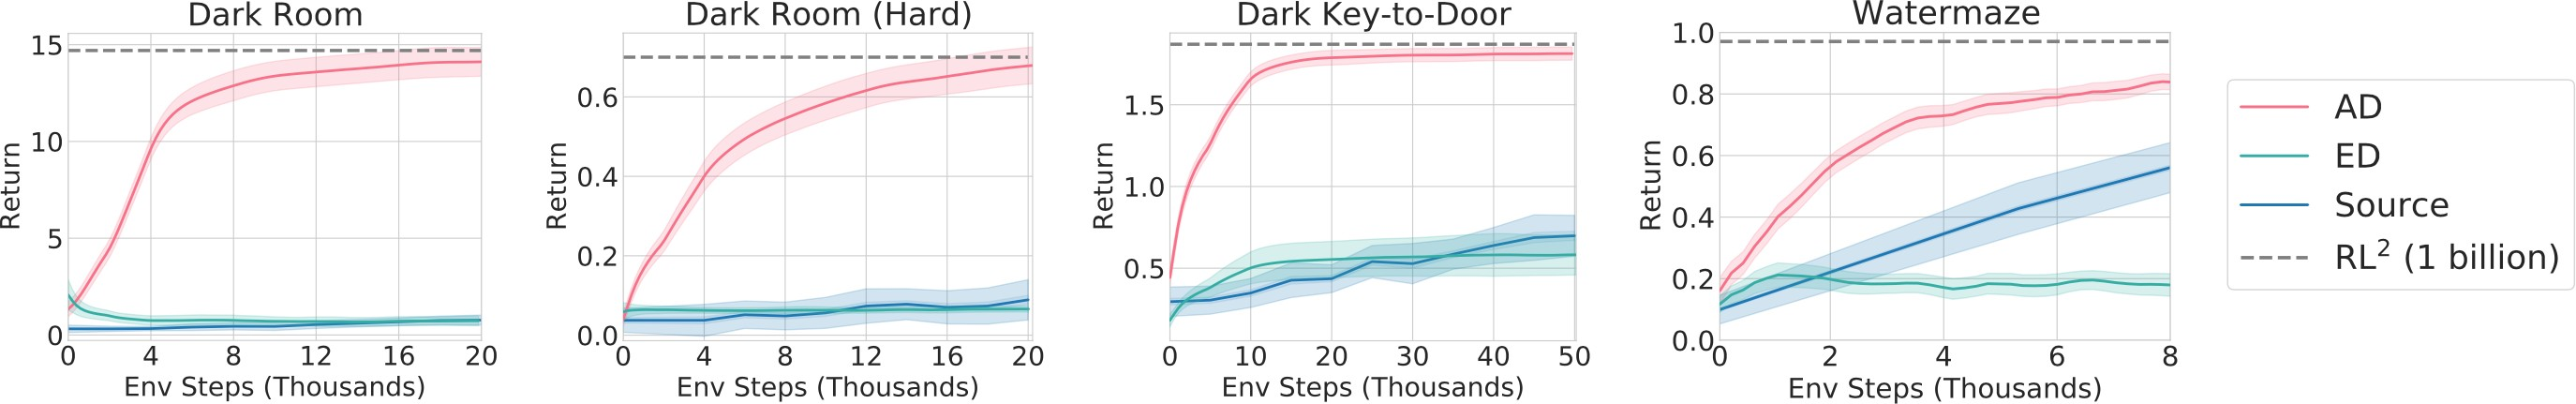 Dark Room
15
10
5
0
Return
0 4 8 12 16 20
Env Steps (Thousands)
Dark Room (Hard)
0.6
0.4
0.2
0.0
Return
0 4 8 12 16 20
Env Steps (Thousands)
Dark Key-to-Door
1.5
1.0
0.5
Return
0 10 20 30 40 50
Env Steps (Thousands)
Watermaze
1.0
0.8
0.6
0.4
0.2
0.0
Return
0 2 4 6 8
Env Steps (Thousands)
AD
ED
Source
RL² (1 billion)